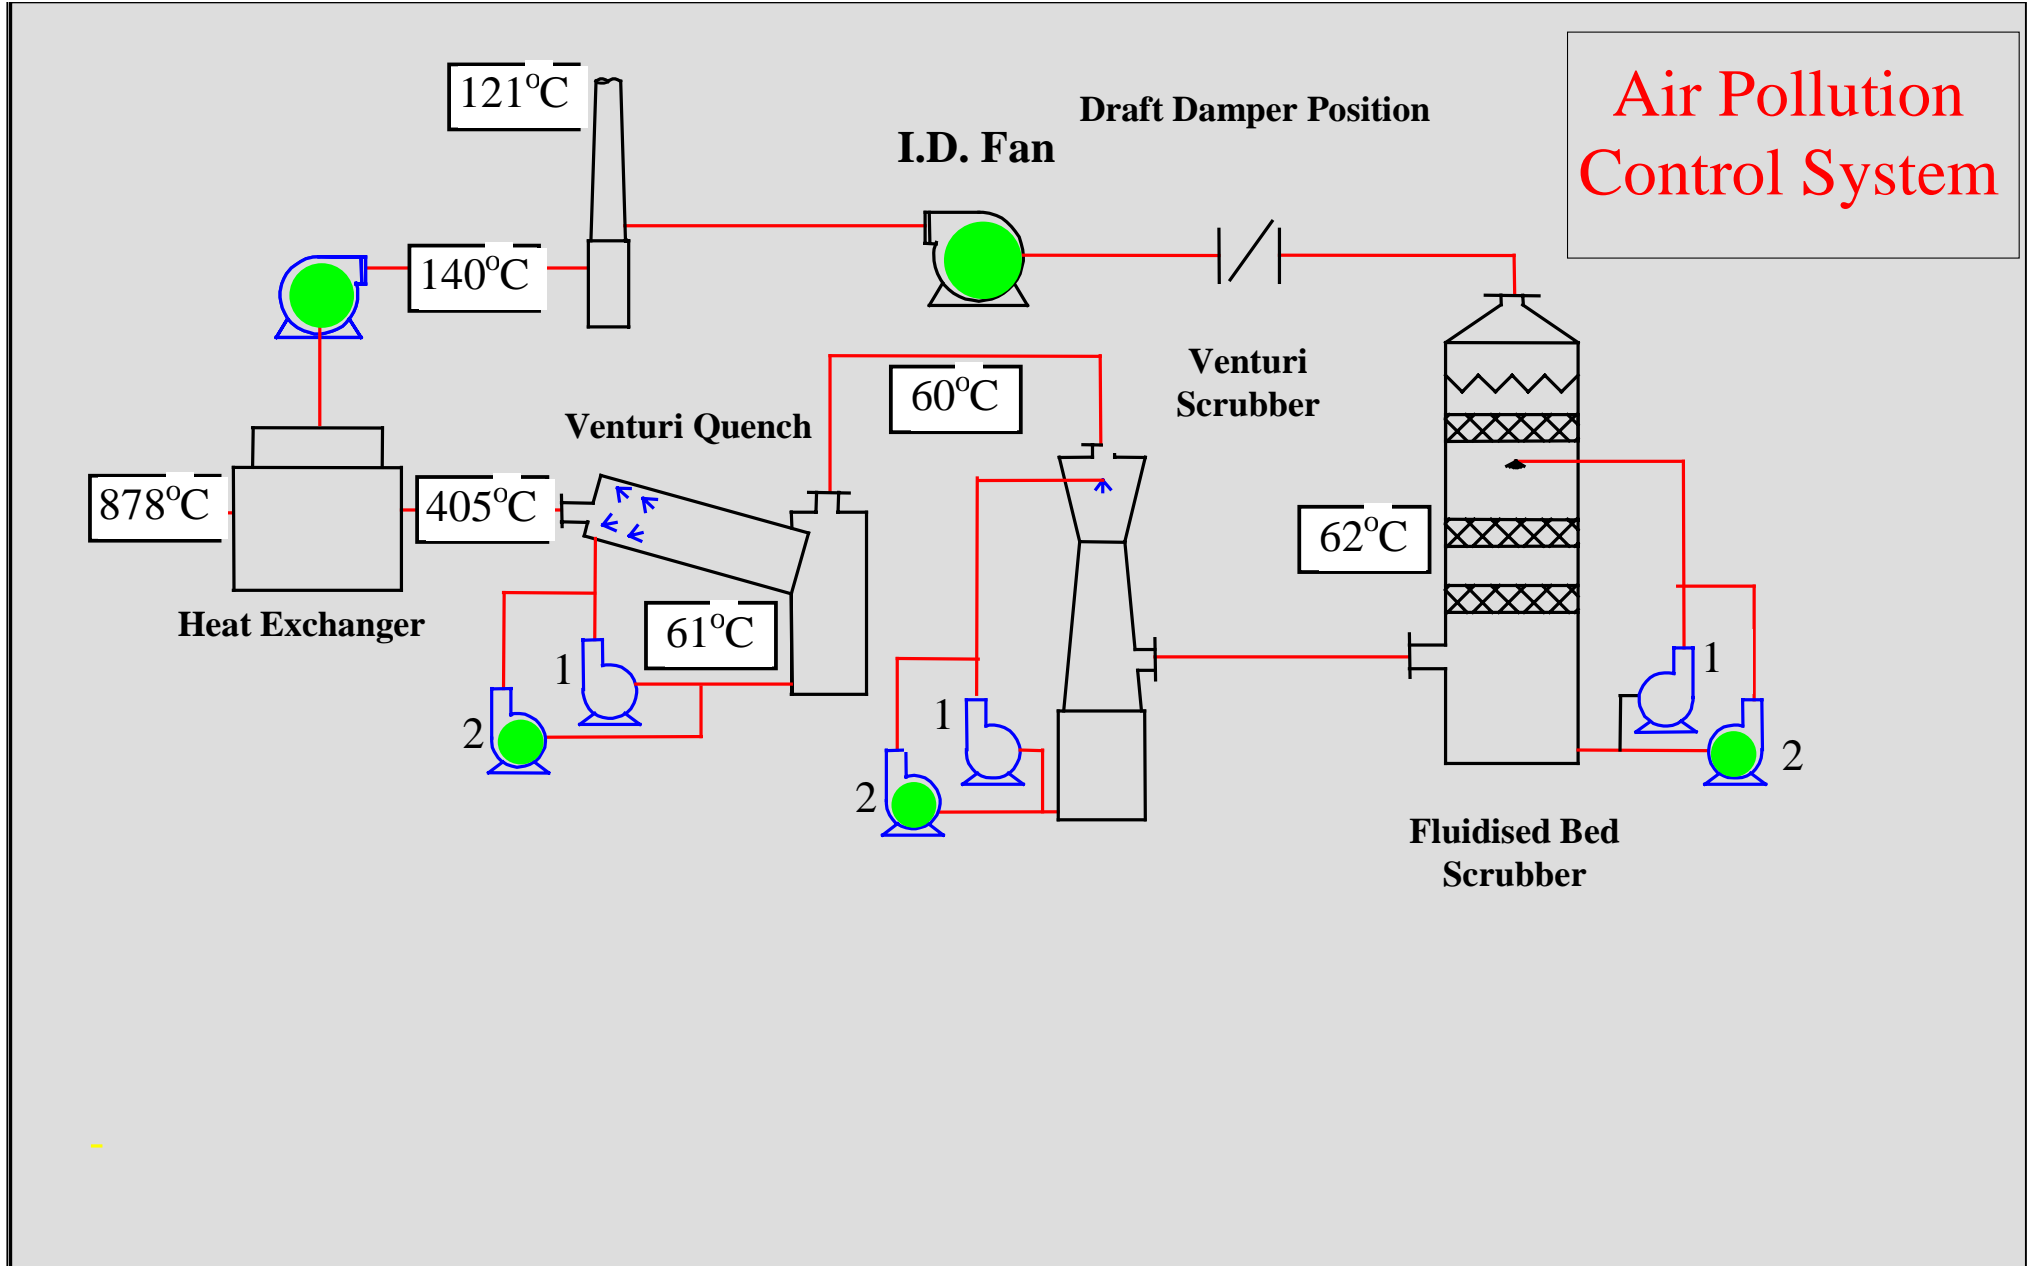 121°C
Draft Damper Position
Air Pollution
Control System
I.D. Fan
140°C
Venturi
Scrubber
60°C
Venturi Quench
878°C
405°C
62°C
Heat Exchanger
61°C
1
2
1
2
1
2
Fluidised Bed
Scrubber